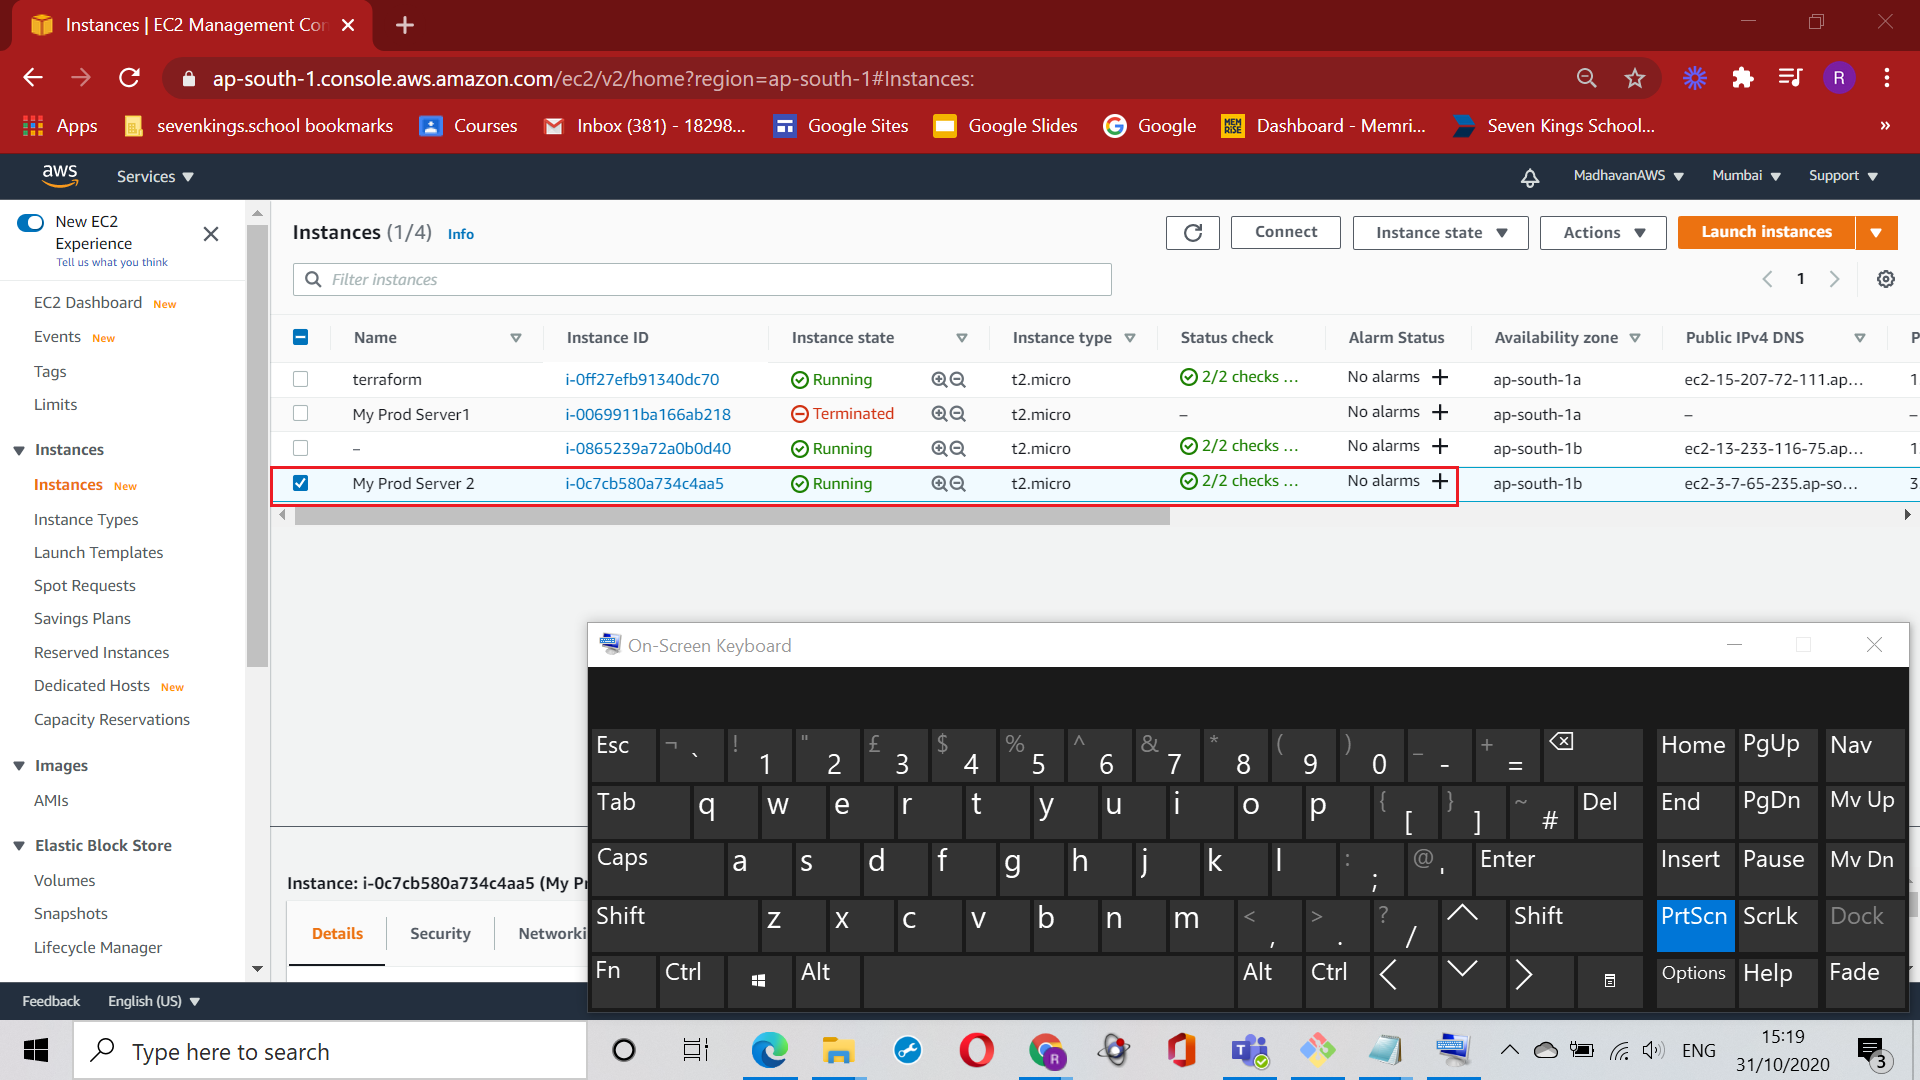 Instances | EC2 Management Con
ap-south-1.console.aws.amazon.com/ec2/v2/home?region=ap-south-1#Instances:
R
Apps sevenkings.school bookmarks Courses Inbox (381) - 18298... Google Sites Google Slides Google MEM RISE Dashboard - Memri... Seven Kings School... »
aws Services MadhavanAWS Mumbai Support
New EC2 Experience
Tell us what you think
EC2 Dashboard New
Events New
Tags
Limits
Instances
Instances New
Instance Types
Launch Templates
Spot Requests
Savings Plans
Reserved Instances
Dedicated Hosts New
Capacity Reservations
Images
AMIs
Elastic Block Store
Volumes
Snapshots
Lifecycle Manager
Instances (1/4) Info Connect Instance state Actions Launch instances
Filter instances 1
Name Instance ID Instance state Instance type Status check Alarm Status Availability zone Public IPv4 DNS P
terraform i-0ff27efb91340dc70 Running t2.micro 2/2 checks ... No alarms + ap-south-1a ec2-15-207-72-111.ap... 1
My Prod Server1 i-0069911ba166ab218 Terminated t2.micro – No alarms + ap-south-1a – –
– i-0865239a72a0b0d40 Running t2.micro 2/2 checks ... No alarms + ap-south-1b ec2-13-233-116-75.ap... 1
My Prod Server 2 i-0c7cb580a734c4aa5 Running t2.micro 2/2 checks ... No alarms + ap-south-1b ec2-3-7-65-235.ap-so... 3
Instance: i-0c7cb580a734c4aa5 (My Pr
Details Security Networki
On-Screen Keyboard
Esc ¬ ` ! 1 " 2 £ 3 $ 4 % 5 ^ 6 & 7 * 8 ( 9 ) 0 _ - + = Home PgUp Nav
Tab q w e r t y u i o p { [ } ] ~ # Del End PgDn Mv Up
Caps a s d f g h j k l : ; @ ' Enter Insert Pause Mv Dn
Shift z x c v b n m < , > . ? / Shift PrtScn ScrLk Dock
Fn Ctrl Alt Alt Ctrl Options Help Fade
Feedback English (US)
Type here to search R ENG 15:19
31/10/2020 3